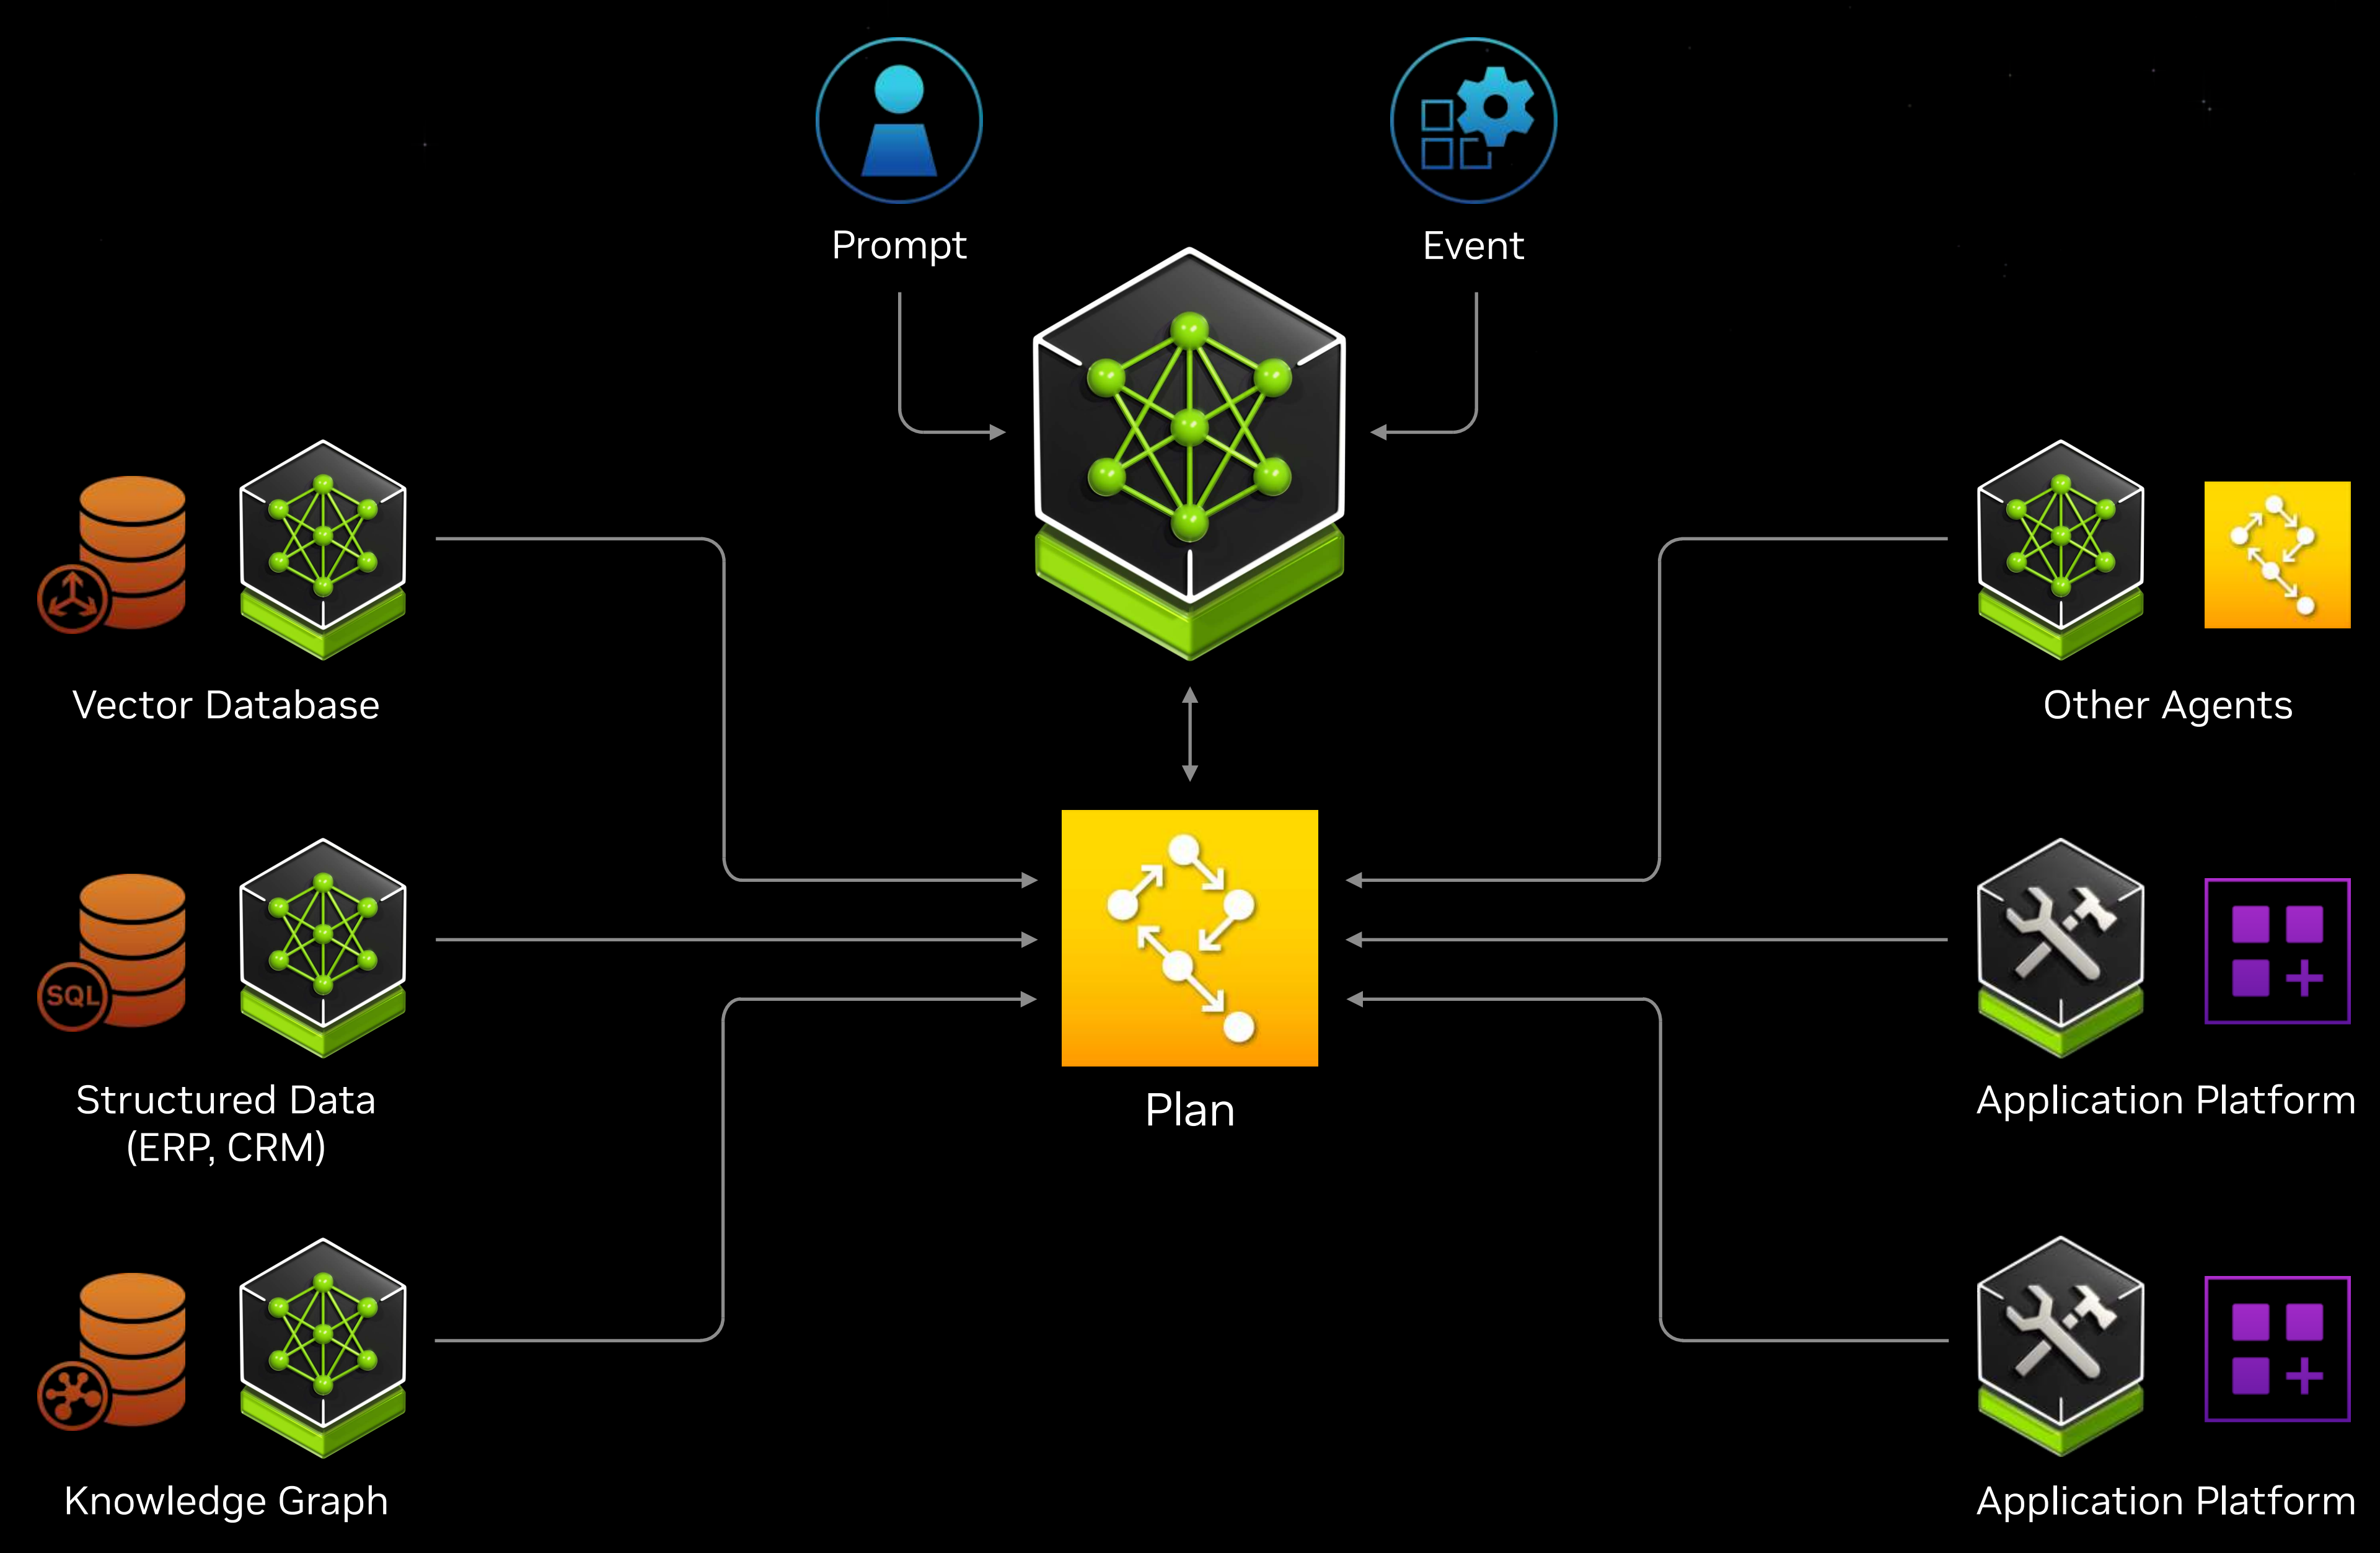 Prompt
Event
Vector Database
Other Agents
SQL
Structured Data
(ERP, CRM)
Plan
Application Platform
Knowledge Graph
Application Platform